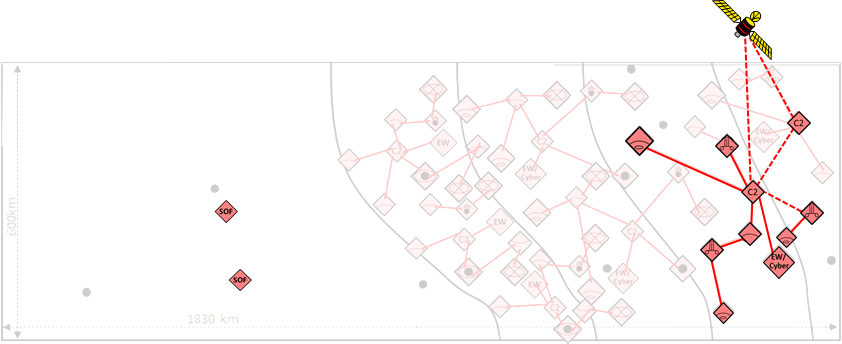 C2
EW/
Cyber
EW
C2
C2
EW/
Cyber
C2
SOF
600km
EW
C2
C2
EW/
Cyber
SOF
EW/
Cyber
EW
C2
1830 km